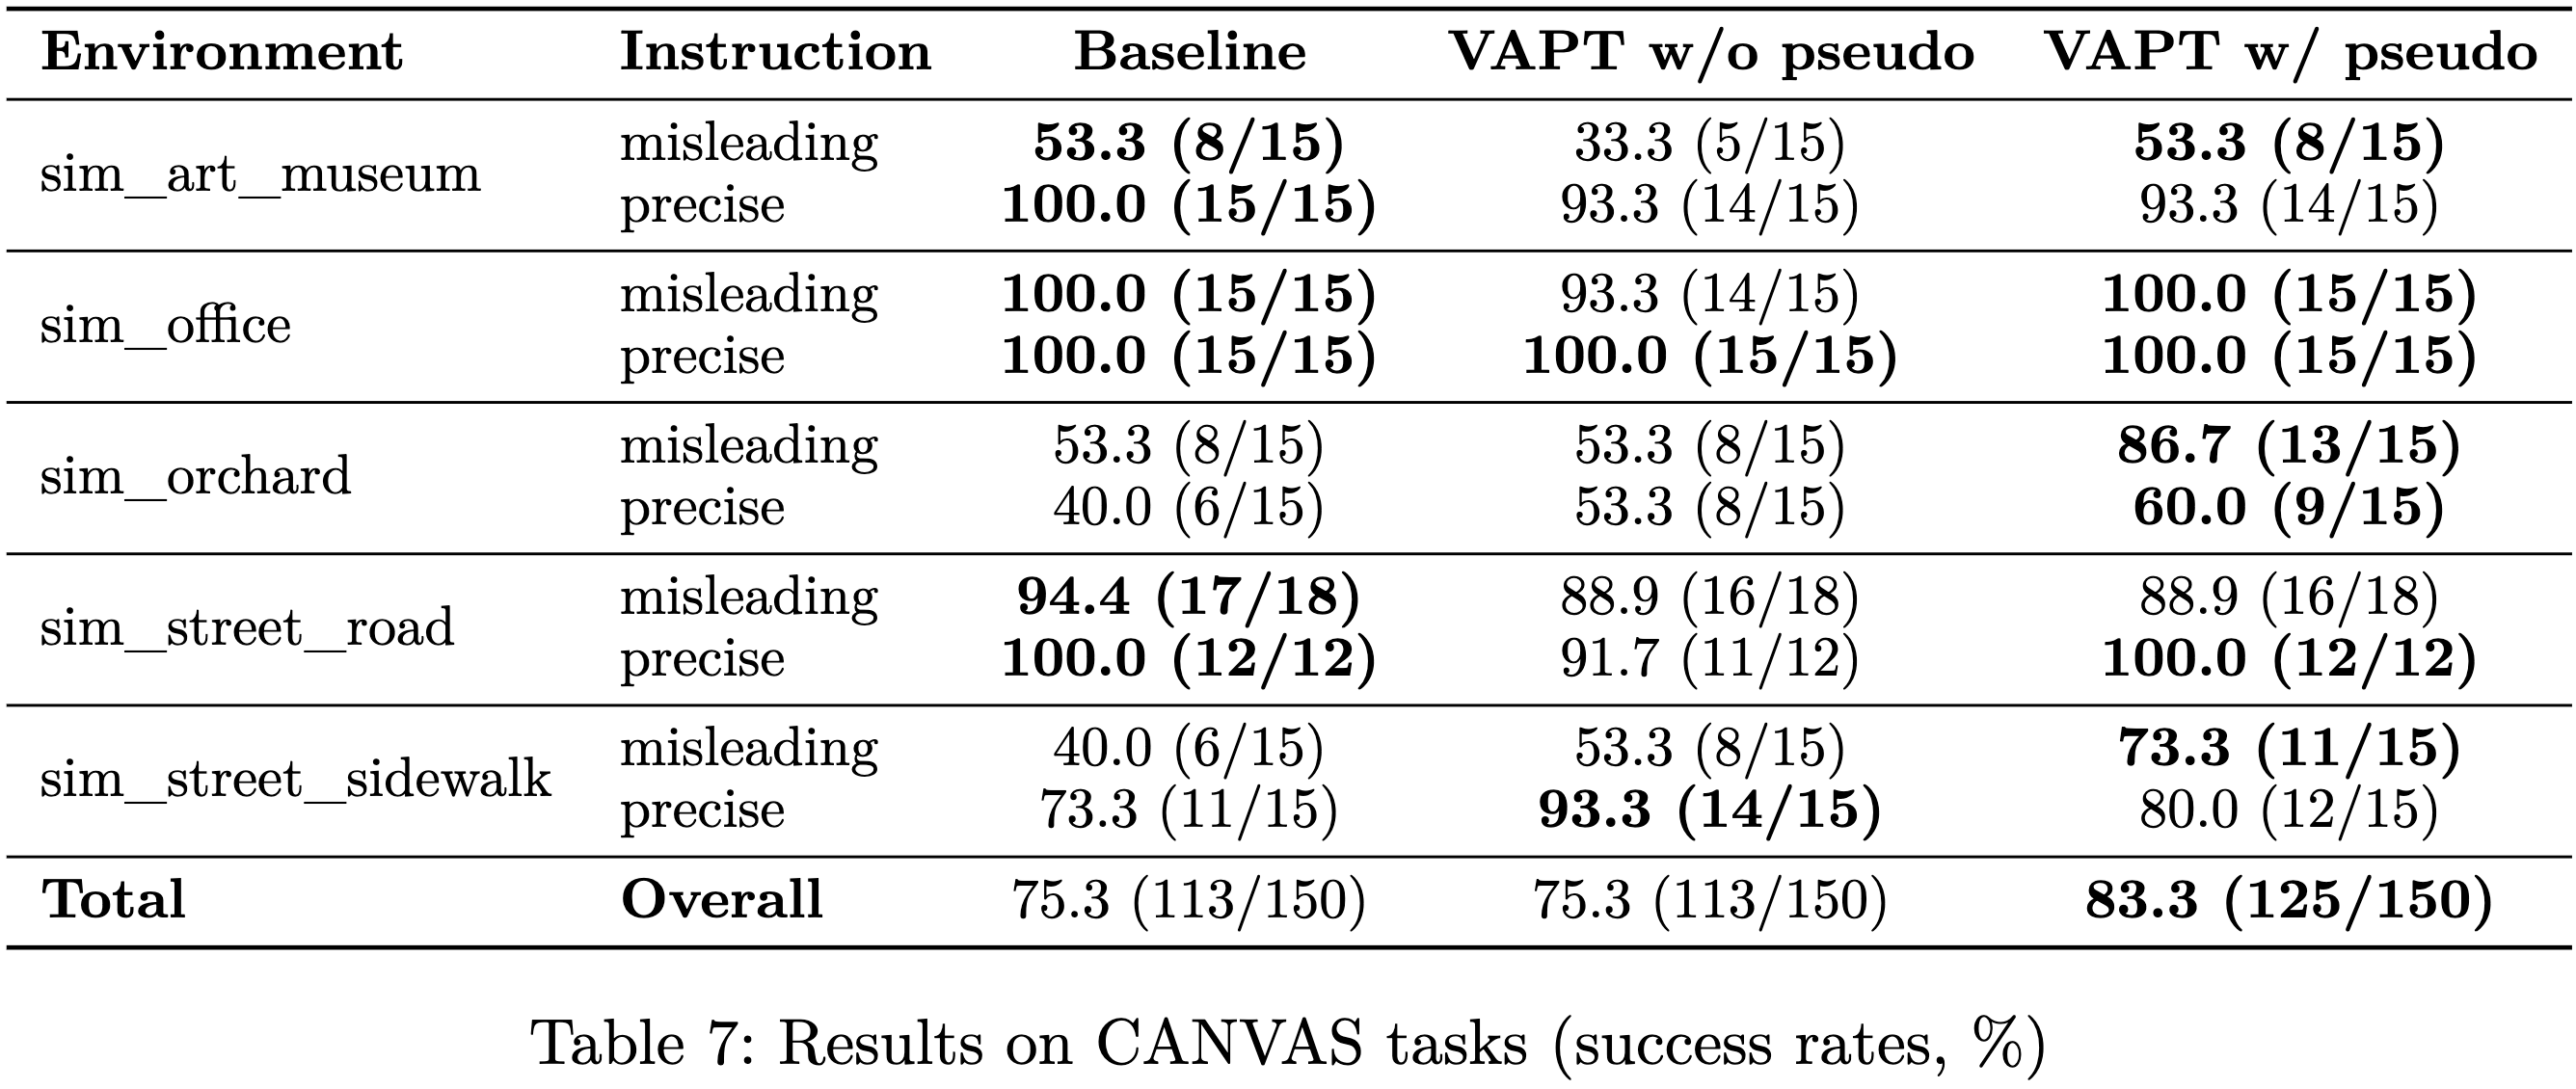 Environment Instruction Baseline VAPT w/o pseudo VAPT w/ pseudo
sim_art_museum misleading 53.3 (8/15) 33.3 (5/15) 53.3 (8/15)
precise 100.0 (15/15) 93.3 (14/15) 93.3 (14/15)
sim_office misleading 100.0 (15/15) 93.3 (14/15) 100.0 (15/15)
precise 100.0 (15/15) 100.0 (15/15) 100.0 (15/15)
sim_orchard misleading 53.3 (8/15) 53.3 (8/15) 86.7 (13/15)
precise 40.0 (6/15) 53.3 (8/15) 60.0 (9/15)
sim_street_road misleading 94.4 (17/18) 88.9 (16/18) 88.9 (16/18)
precise 100.0 (12/12) 91.7 (11/12) 100.0 (12/12)
sim_street_sidewalk misleading 40.0 (6/15) 53.3 (8/15) 73.3 (11/15)
precise 73.3 (11/15) 93.3 (14/15) 80.0 (12/15)
Total Overall 75.3 (113/150) 75.3 (113/150) 83.3 (125/150)
Table 7: Results on CANVAS tasks (success rates, %)